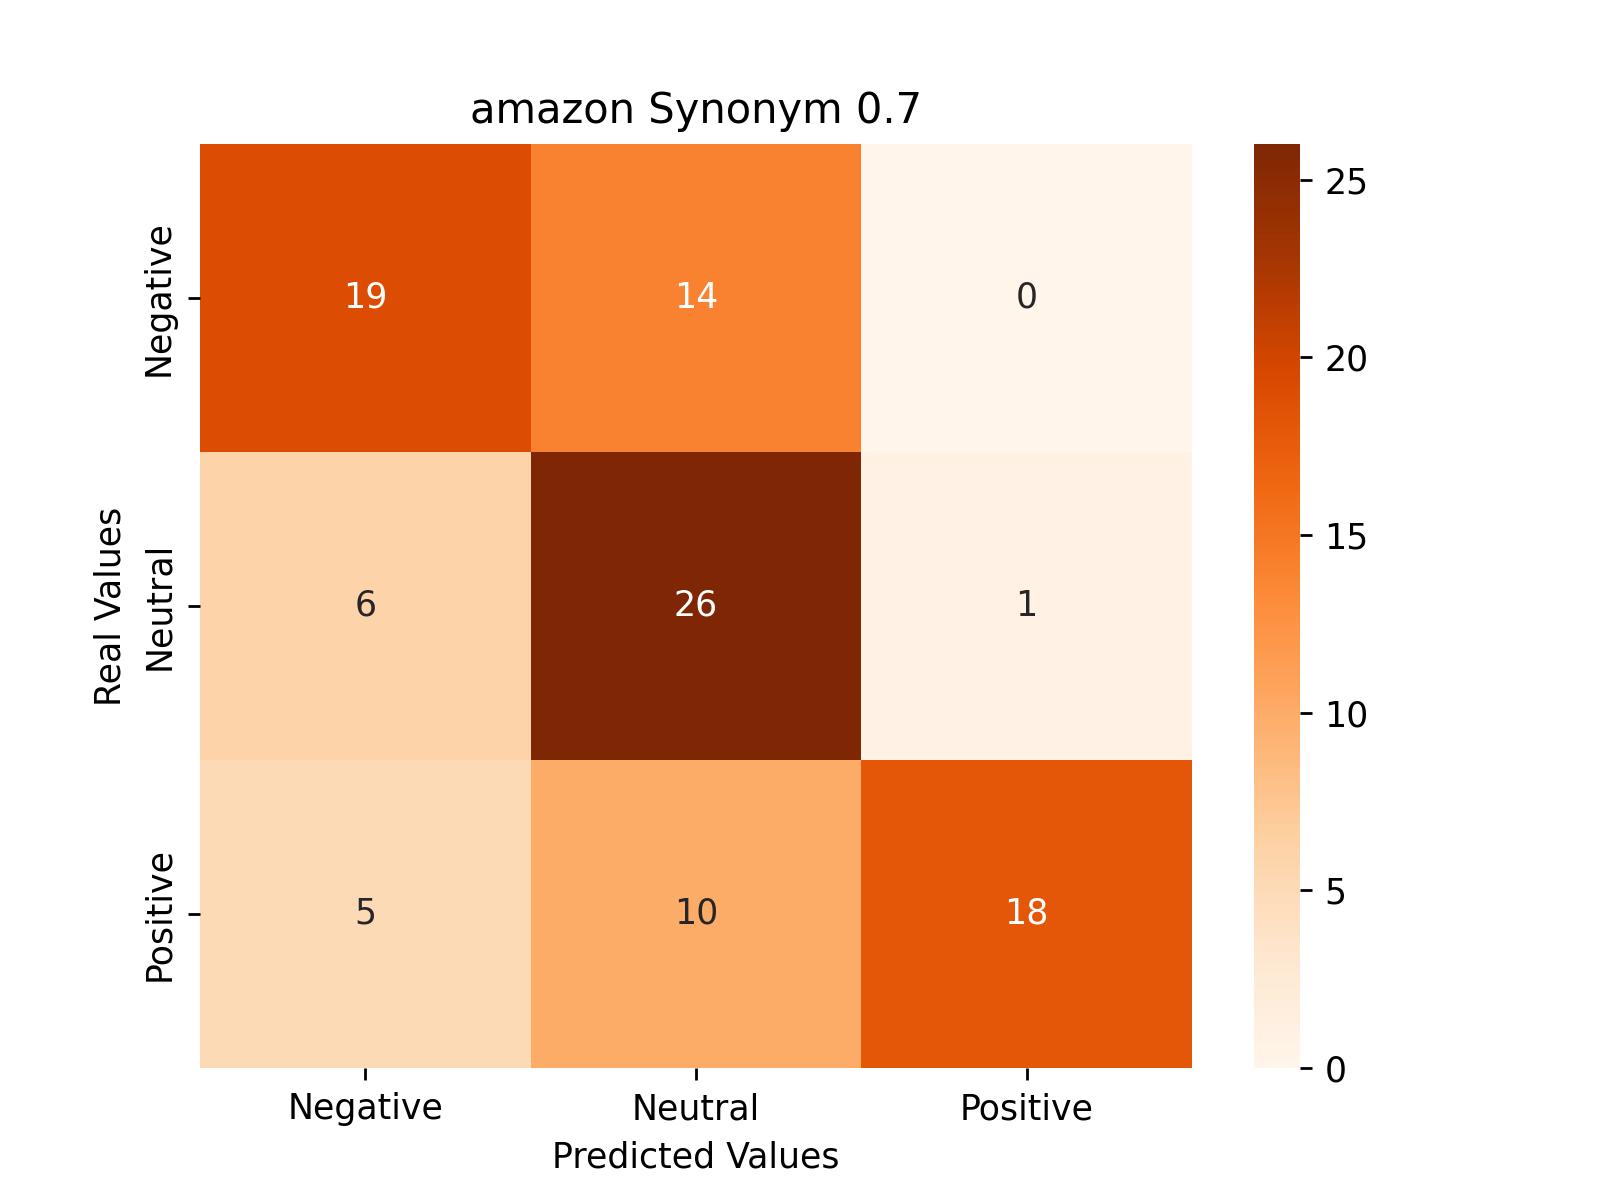 amazon Synonym 0.7
Real Values
Negative
19 14 0
Neutral
6 26 1
Positive
5 10 18
Negative Neutral Positive
Predicted Values
25
20
15
10
5
0